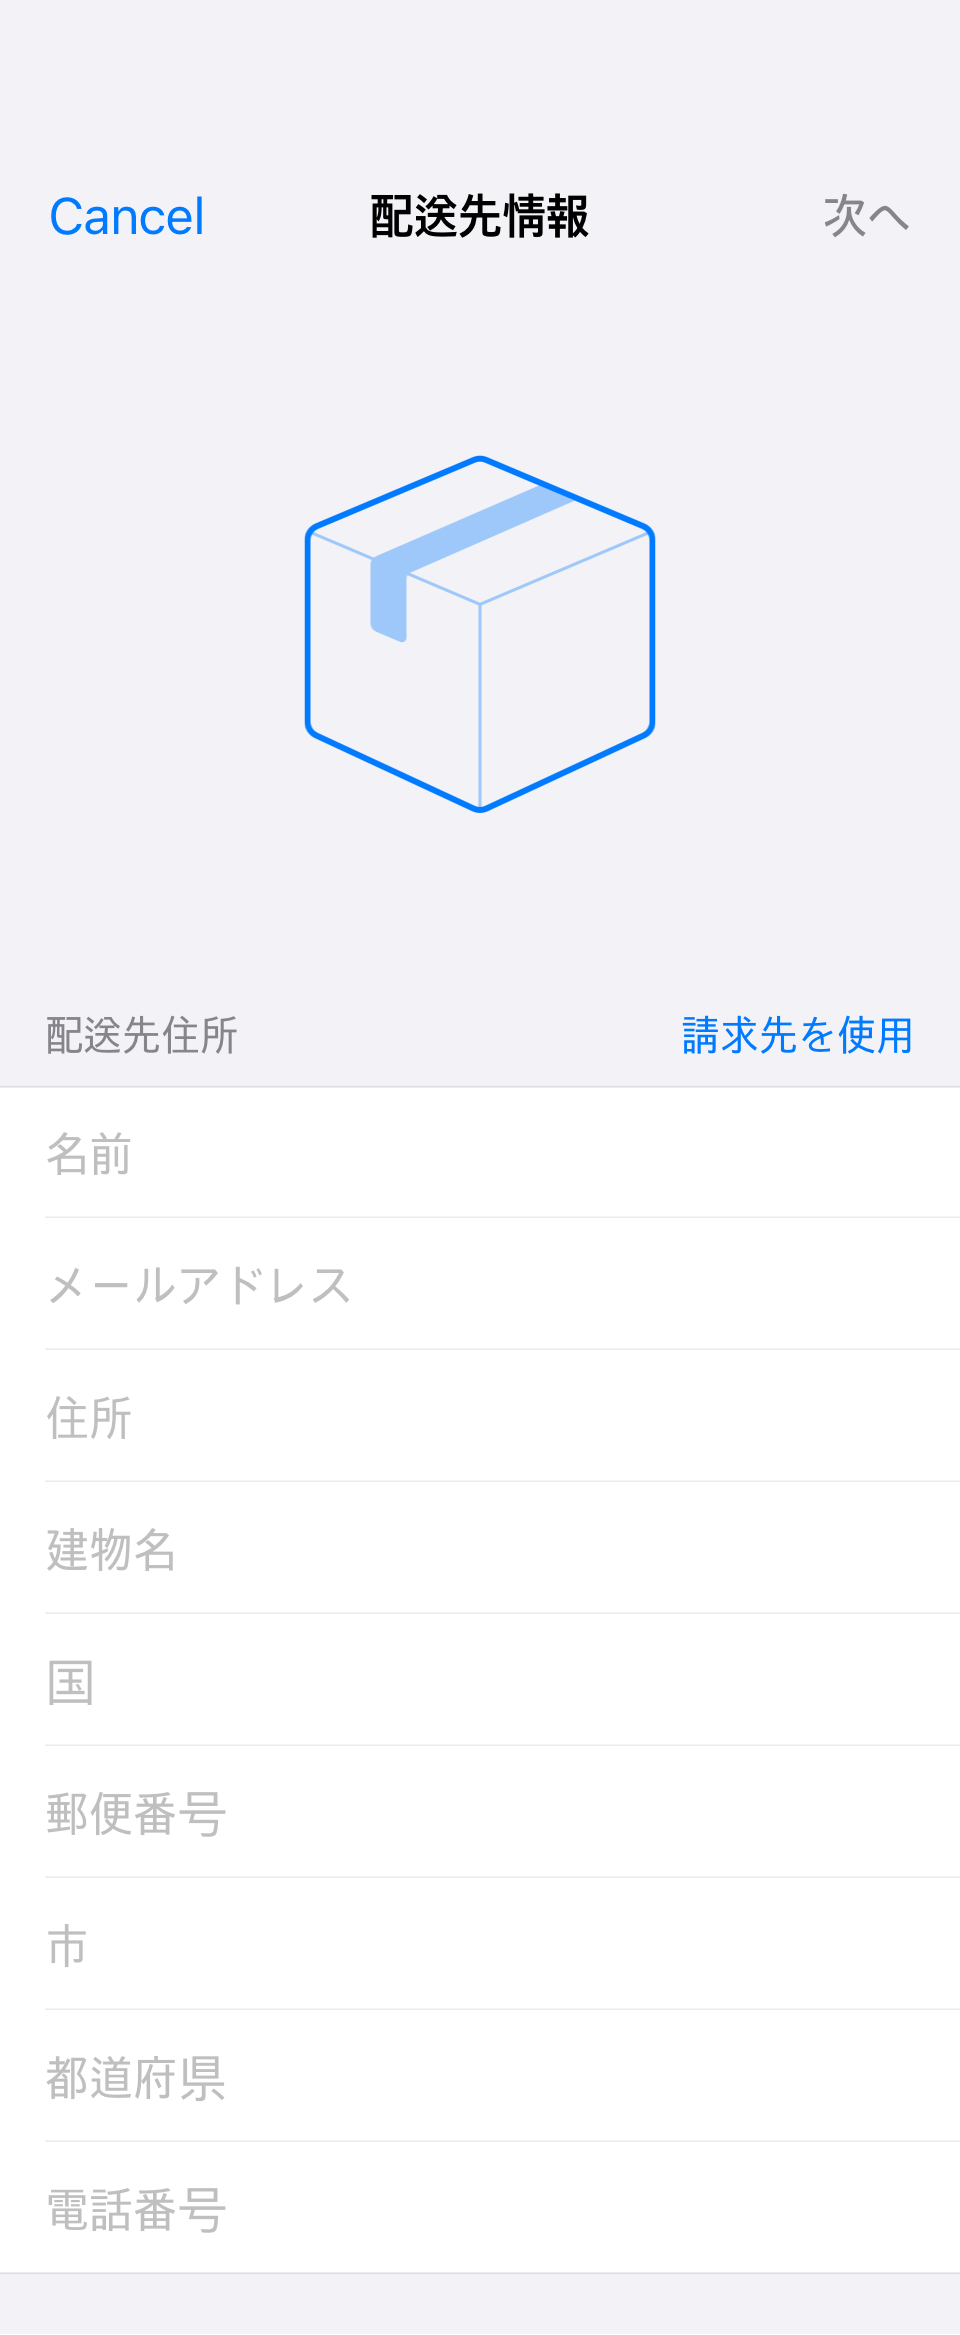 Cancel 配送先情報 次へ
配送先住所 請求先を使用
名前
メールアドレス
住所
建物名
国
郵便番号
市
都道府県
電話番号